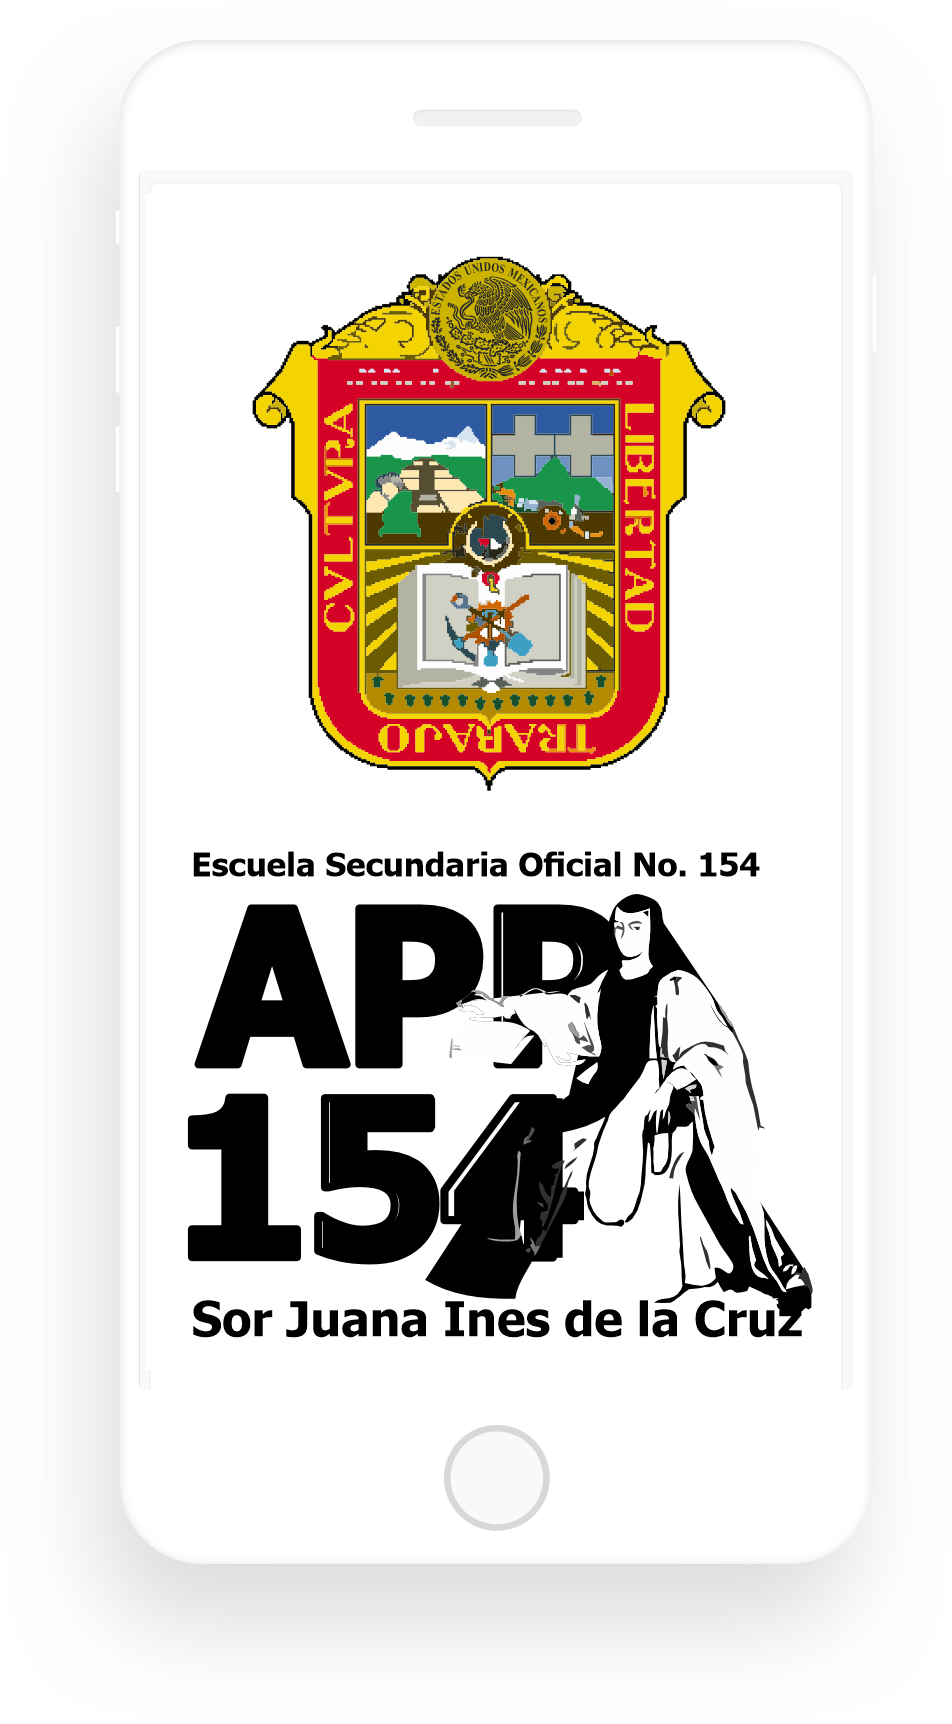 ESTADOS UNIDOS MEXICANOS
CVLTVRA
LIBERTAD
TRABAJO
Escuela Secundaria Oficial No. 154
APP
154
Sor Juana Ines de la Cruz